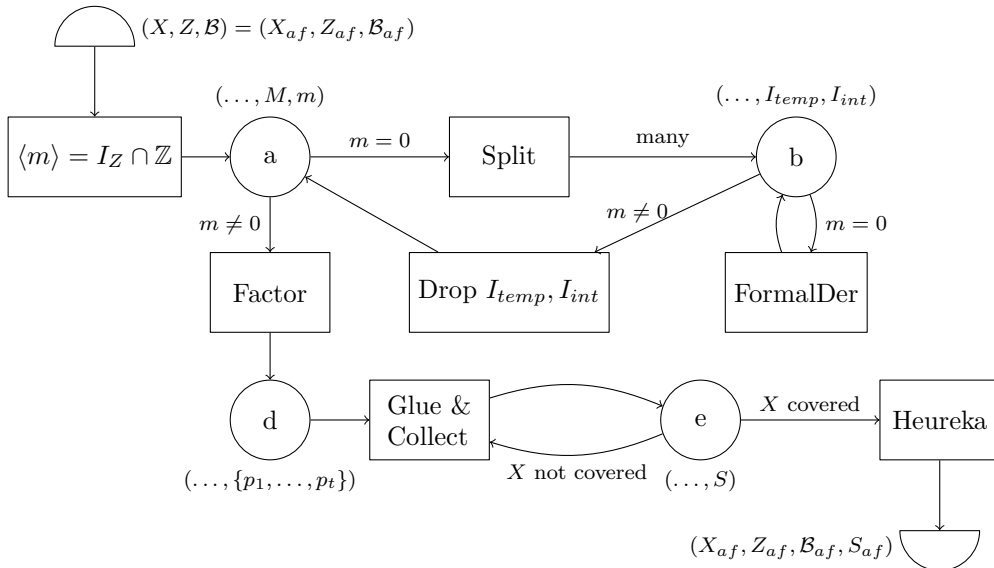 (X, Z, ℬ) = (X_{af}, Z_{af}, ℬ_{af})
(…, M, m)
(…, I_{temp}, I_{int})
⟨m⟩ = I_Z ∩ ℤ
a
m = 0
Split
many
b
m ≠ 0
m ≠ 0
m = 0
Factor
Drop I_{temp}, I_{int}
FormalDer
d
Glue &
Collect
e
X covered
Heureka
X not covered
(…, {p_1, …, p_t})
(…, S)
(X_{af}, Z_{af}, ℬ_{af}, S_{af})